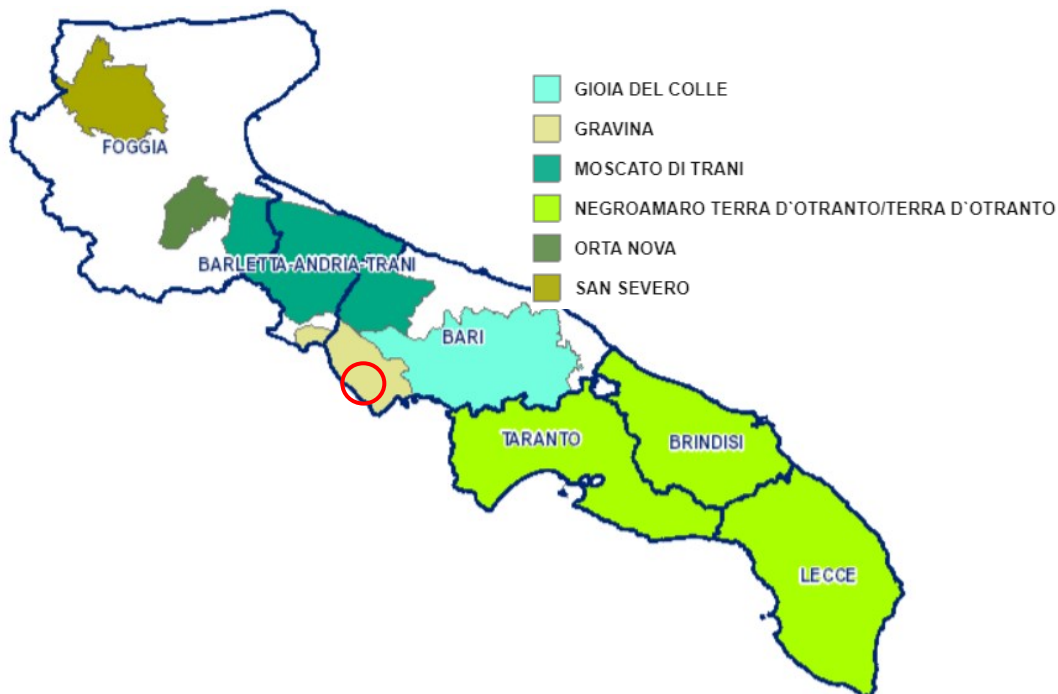 GIOIA DEL COLLE
GRAVINA
MOSCATO DI TRANI
NEGROAMARO TERRA D`OTRANTO/TERRA D`OTRANTO
ORTA NOVA
SAN SEVERO
FOGGIA
BARLETTA-ANDRIA-TRANI
BARI
TARANTO
BRINDISI
LECCE